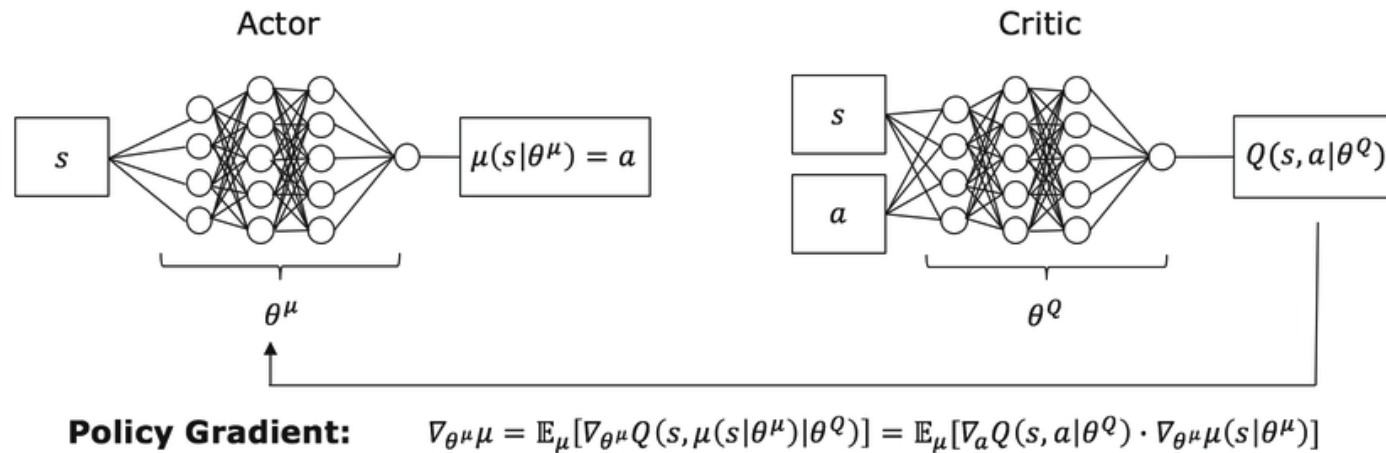 Actor
Critic
s
μ(s|θ^μ) = a
s
a
Q(s, a|θ^Q)
θ^μ
θ^Q
Policy Gradient: ∇_{θ^μ}μ = 𝔼_μ[∇_{θ^μ}Q(s, μ(s|θ^μ)|θ^Q)] = 𝔼_μ[∇_a Q(s, a|θ^Q) · ∇_{θ^μ}μ(s|θ^μ)]